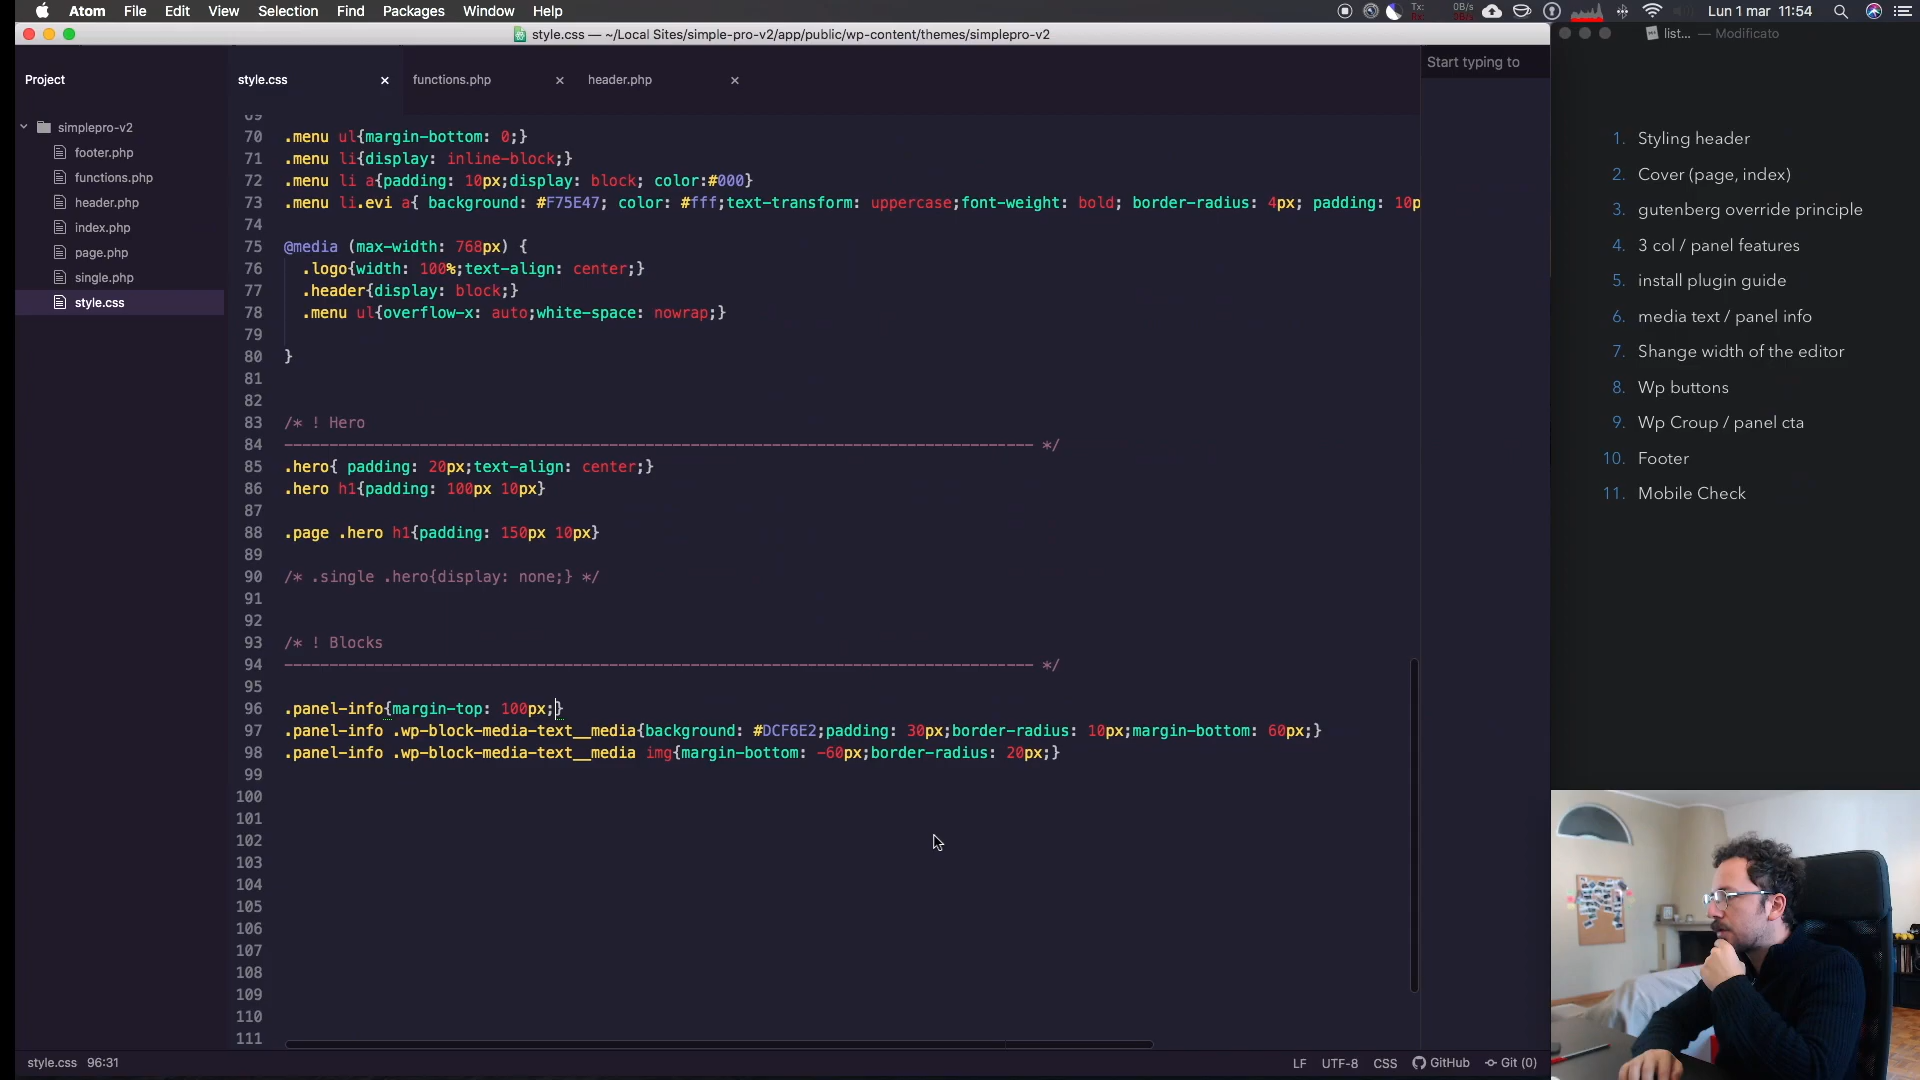 Atom File Edit View Selection Find Packages Window Help
Tx: 0B/s
Lun 1 mar 11:54
style.css — ~/Local Sites/simple-pro-v2/app/public/wp-content/themes/simplepro-v2
list... — Modificato
Project
simplepro-v2
footer.php
functions.php
header.php
index.php
page.php
single.php
style.css
style.css functions.php header.php
Start typing to
69
70 .menu ul{margin-bottom: 0;}
71 .menu li{display: inline-block;}
72 .menu li a{padding: 10px;display: block; color:#000}
73 .menu li.evi a{ background: #F75E47; color: #fff;text-transform: uppercase;font-weight: bold; border-radius: 4px; padding: 10p
74
75 @media (max-width: 768px) {
76 .logo{width: 100%;text-align: center;}
77 .header{display: block;}
78 .menu ul{overflow-x: auto;white-space: nowrap;}
79
80 }
81
82
83 /* ! Hero
84 ----------------------------------------------------------------------------------- */
85 .hero{ padding: 20px;text-align: center;}
86 .hero h1{padding: 100px 10px}
87
88 .page .hero h1{padding: 150px 10px}
89
90 /* .single .hero{display: none;} */
91
92
93 /* ! Blocks
94 ----------------------------------------------------------------------------------- */
95
96 .panel-info{margin-top: 100px;}
97 .panel-info .wp-block-media-text__media{background: #DCF6E2;padding: 30px;border-radius: 10px;margin-bottom: 60px;}
98 .panel-info .wp-block-media-text__media img{margin-bottom: -60px;border-radius: 20px;}
99
100
101
102
103
104
105
106
107
108
109
110
111
1. Styling header
2. Cover (page, index)
3. gutenberg override principle
4. 3 col / panel features
5. install plugin guide
6. media text / panel info
7. Shange width of the editor
8. Wp buttons
9. Wp Croup / panel cta
10. Footer
11. Mobile Check
style.css 96:31
LF UTF-8 CSS GitHub Git (0)